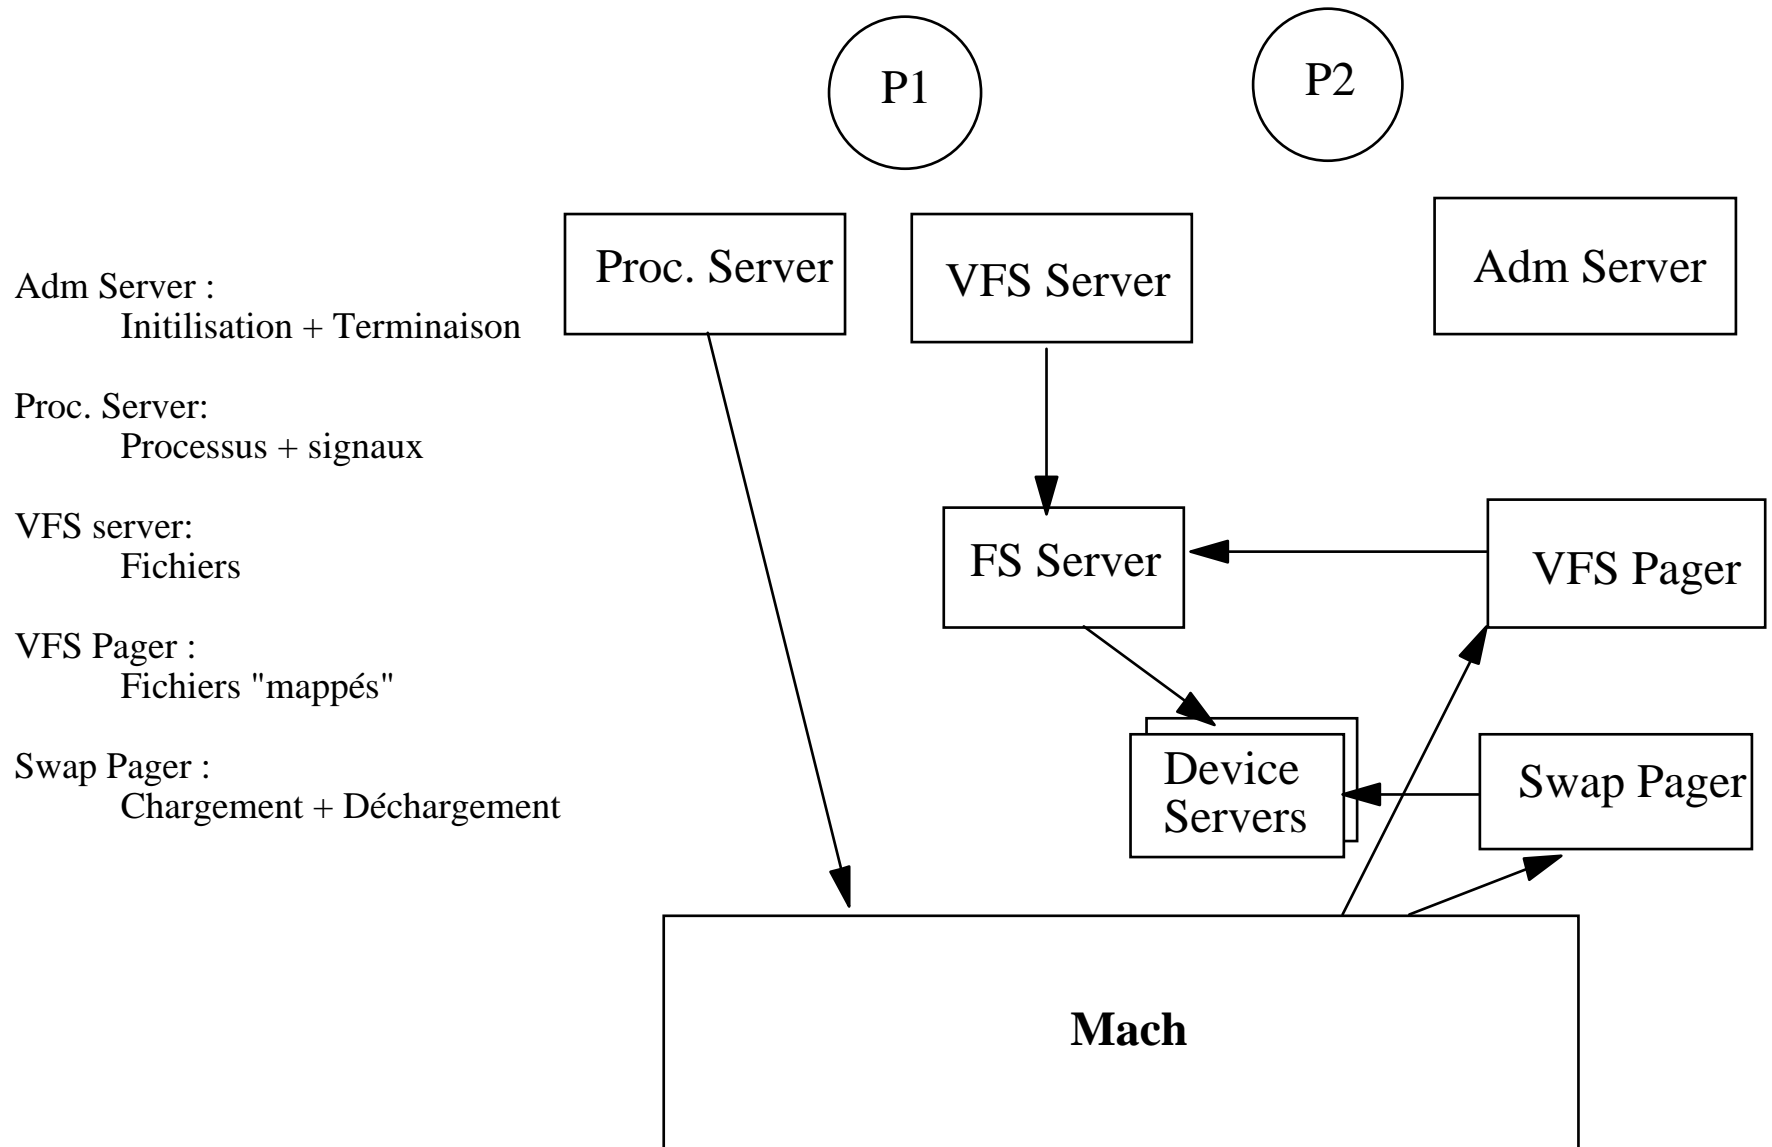 P1
P2
Proc. Server
VFS Server
Adm Server
Adm Server :
Initilisation + Terminaison
Proc. Server:
Processus + signaux
VFS server:
Fichiers
VFS Pager :
Fichiers "mappés"
Swap Pager :
Chargement + Déchargement
FS Server
VFS Pager
Device
Servers
Swap Pager
Mach